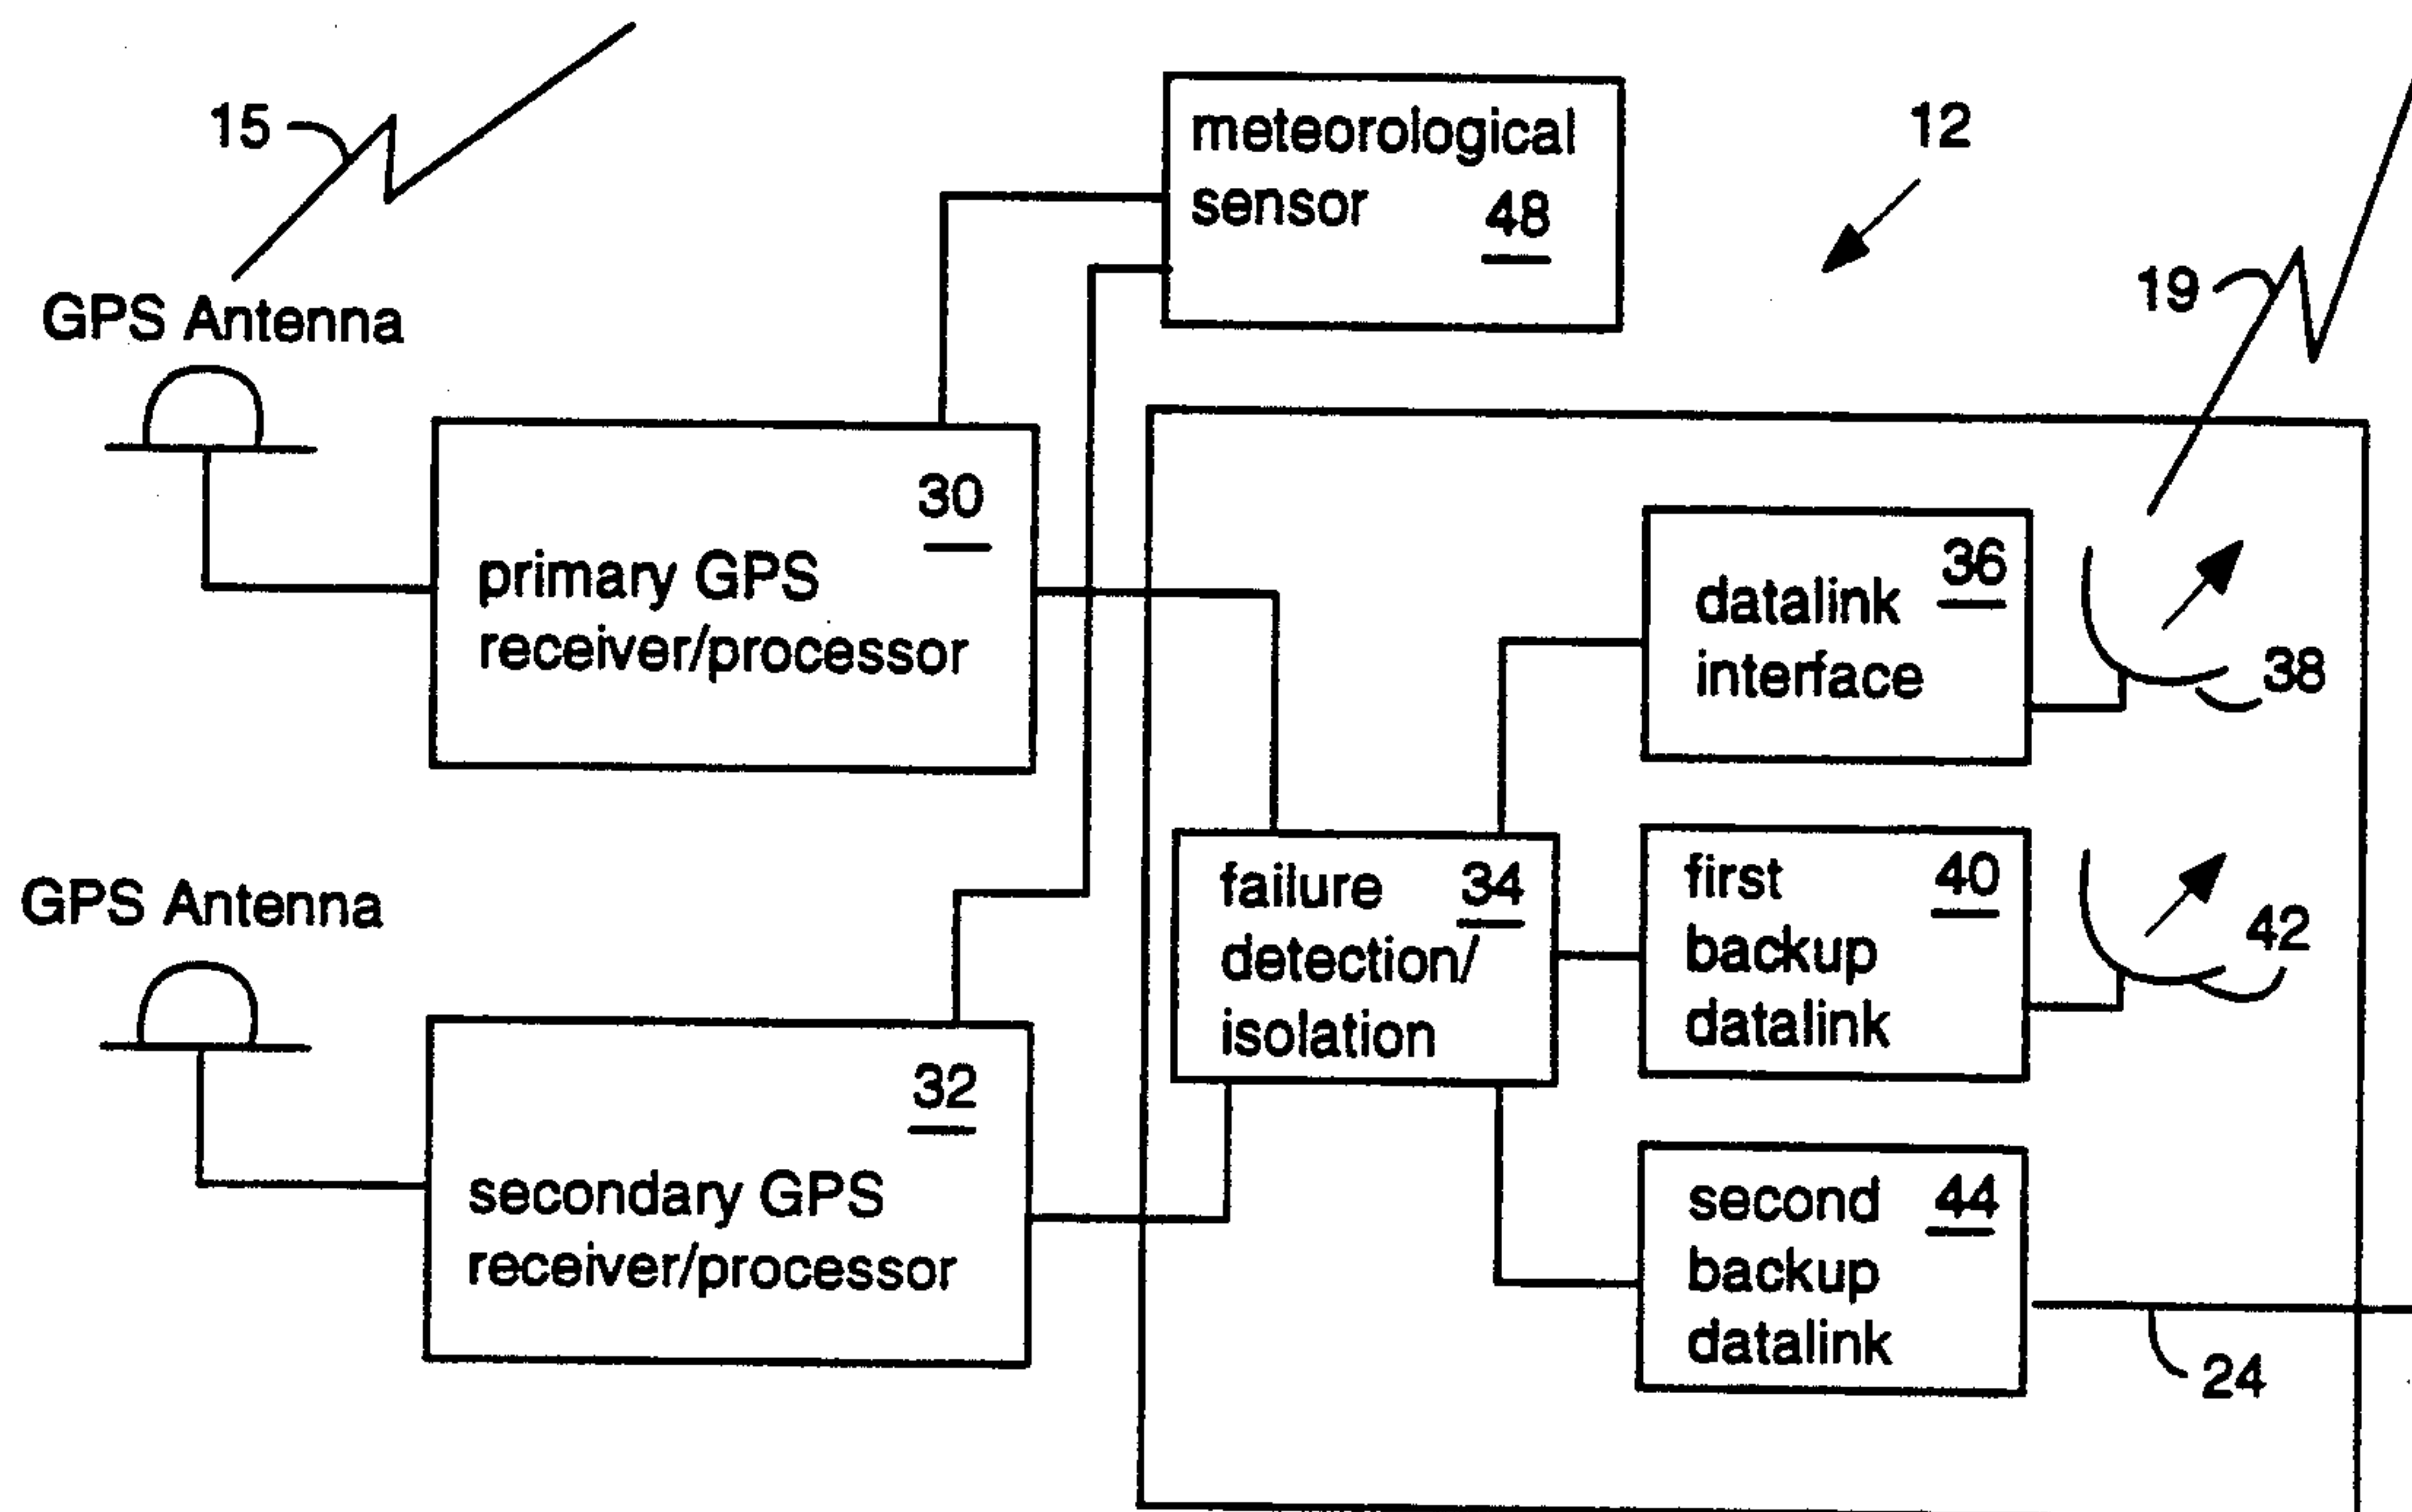 15
meteorological
sensor 48
12
19
GPS Antenna
30
primary GPS
receiver/processor
36
datalink
interface
38
GPS Antenna
failure 34
detection/
isolation
first 40
backup
datalink
42
32
secondary GPS
receiver/processor
second 44
backup
datalink
24